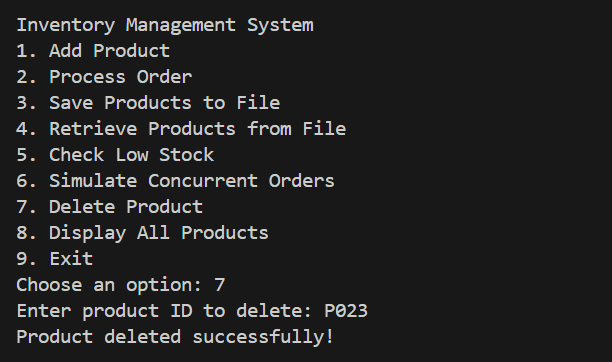 Inventory Management System
1. Add Product
2. Process Order
3. Save Products to File
4. Retrieve Products from File
5. Check Low Stock
6. Simulate Concurrent Orders
7. Delete Product
8. Display All Products
9. Exit
Choose an option: 7
Enter product ID to delete: P023
Product deleted successfully!